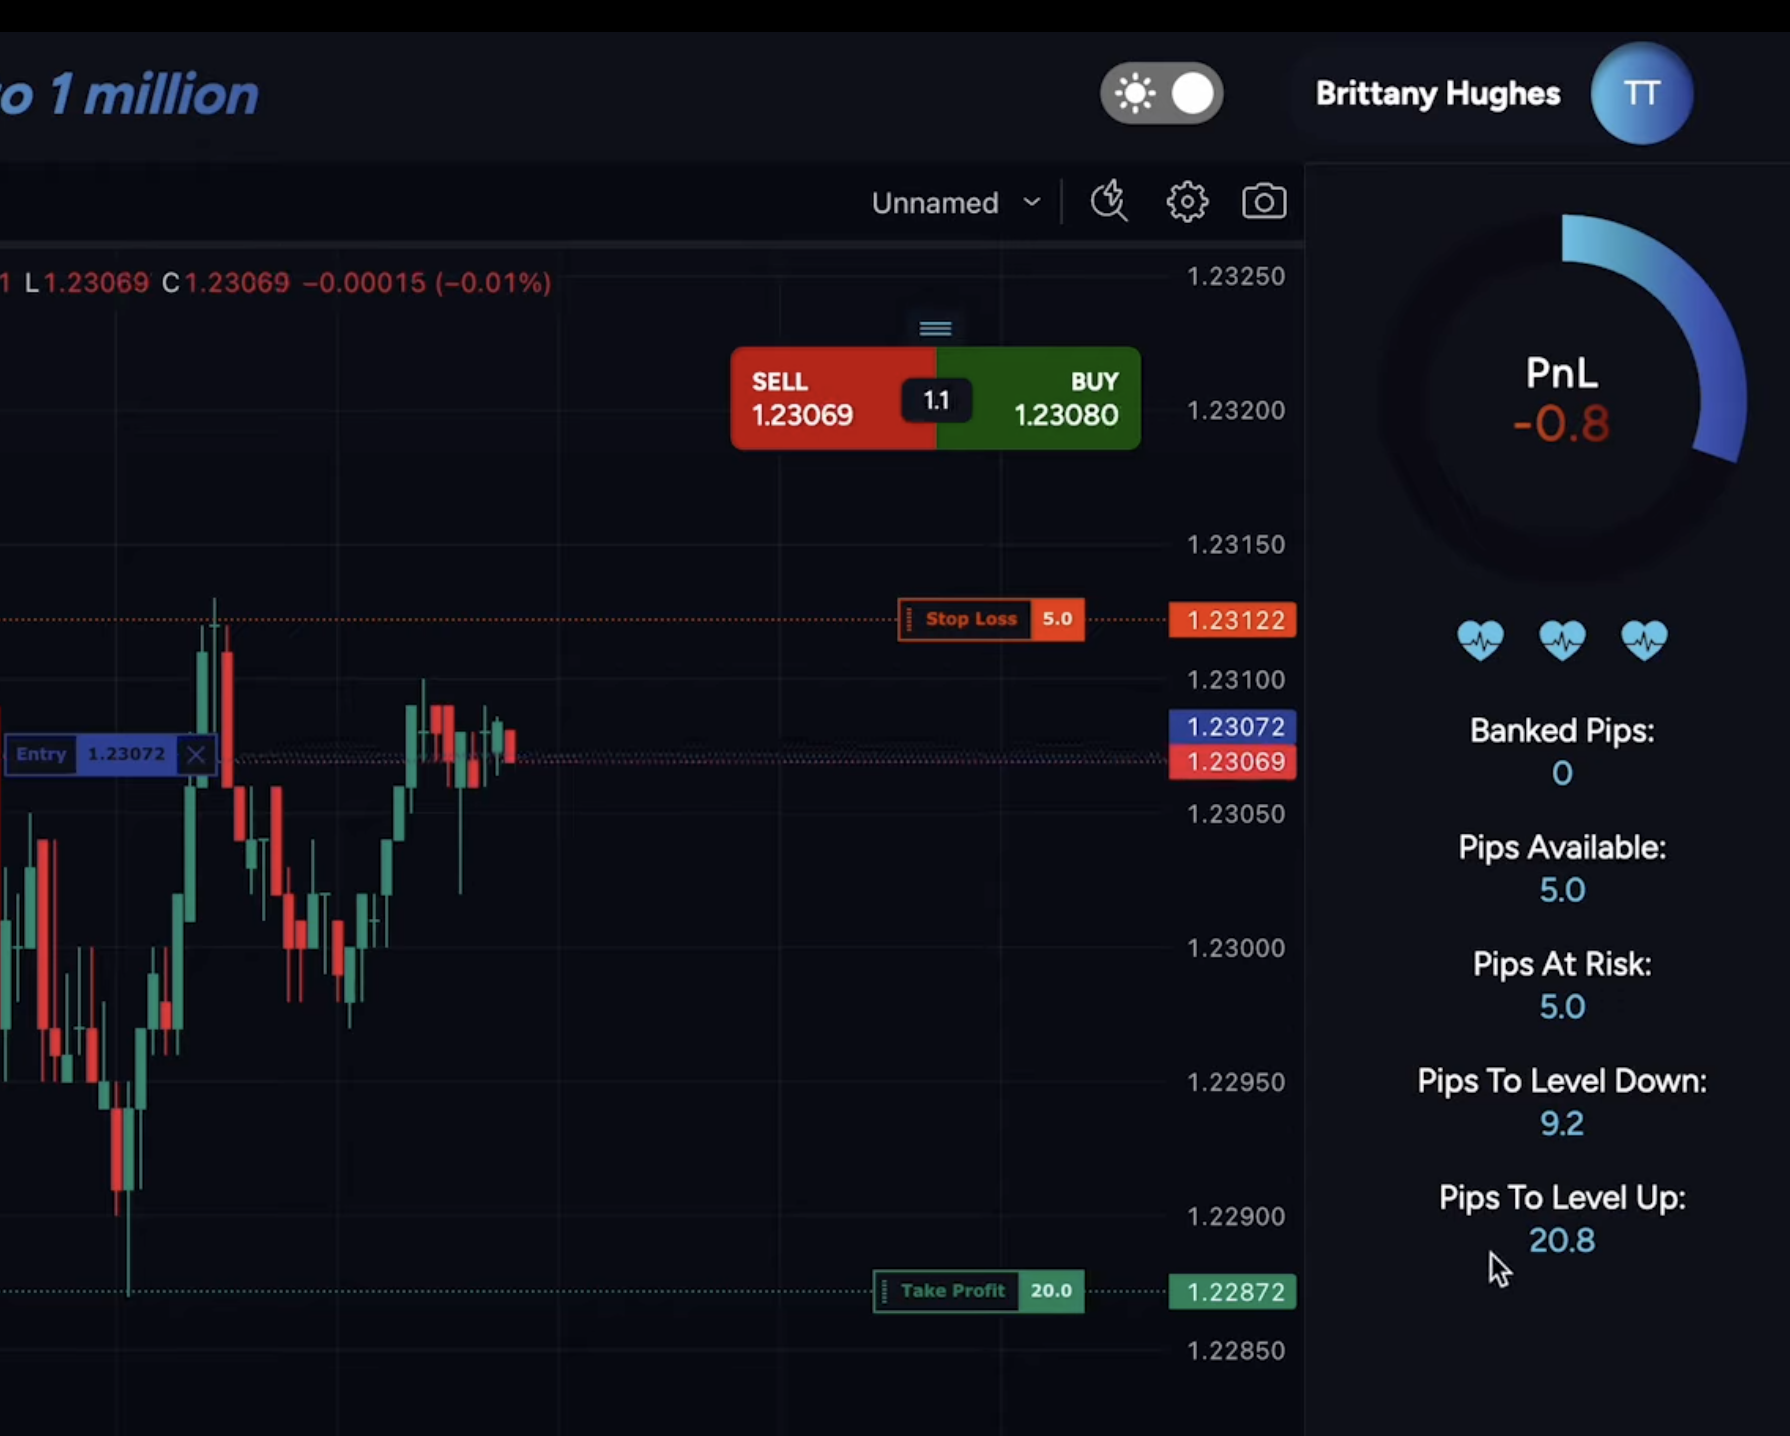 to 1 million
Brittany Hughes
TT
Unnamed
1 L1.23069 C1.23069 −0.00015 (−0.01%)
SELL
1.23069
1.1
BUY
1.23080
Stop Loss 5.0
Entry 1.23072
Take Profit 20.0
1.23250
1.23200
1.23150
1.23122
1.23100
1.23072
1.23069
1.23050
1.23000
1.22950
1.22900
1.22872
1.22850
PnL
-0.8
Banked Pips:
0
Pips Available:
5.0
Pips At Risk:
5.0
Pips To Level Down:
9.2
Pips To Level Up:
20.8